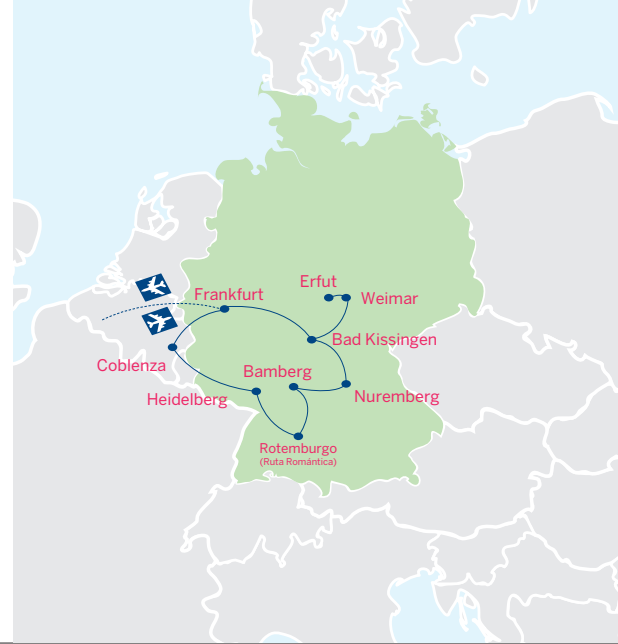 Erfut
Frankfurt
Weimar
Bad Kissingen
Coblenza
Bamberg
Heidelberg
Nuremberg
Rotemburgo
(Ruta Romántica)